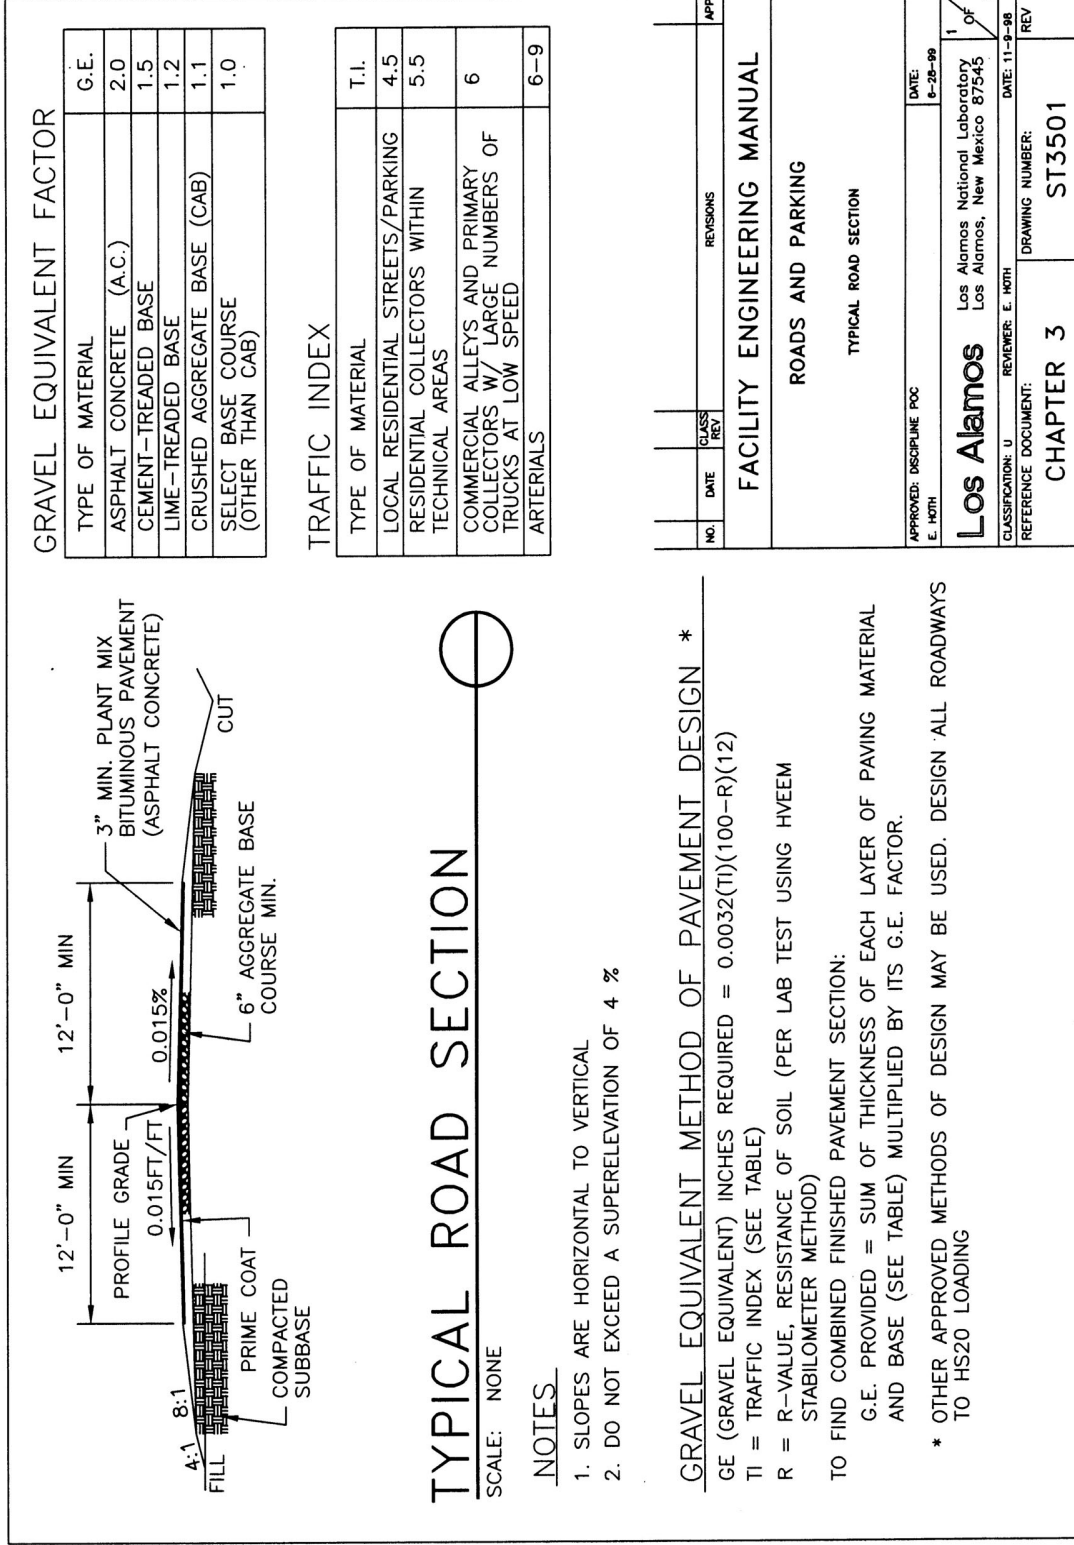 12'-0" MIN
12'-0" MIN
3" MIN. PLANT MIX
BITUMINOUS PAVEMENT
(ASPHALT CONCRETE)
PROFILE GRADE
0.015FT/FT
0.015%
4:1
8:1
FILL
CUT
PRIME COAT
COMPACTED
SUBBASE
6" AGGREGATE BASE
COURSE MIN.
TYPICAL ROAD SECTION
SCALE: NONE
NOTES
1. SLOPES ARE HORIZONTAL TO VERTICAL
2. DO NOT EXCEED A SUPERELEVATION OF 4 %
GRAVEL EQUIVALENT METHOD OF PAVEMENT DESIGN *
GE (GRAVEL EQUIVALENT) INCHES REQUIRED = 0.0032(TI)(100-R)(12)
TI = TRAFFIC INDEX (SEE TABLE)
R = R-VALUE, RESISTANCE OF SOIL (PER LAB TEST USING HVEEM
STABILOMETER METHOD)
TO FIND COMBINED FINISHED PAVEMENT SECTION:
G.E. PROVIDED = SUM OF THICKNESS OF EACH LAYER OF PAVING MATERIAL
AND BASE (SEE TABLE) MULTIPLIED BY ITS G.E. FACTOR.
* OTHER APPROVED METHODS OF DESIGN MAY BE USED. DESIGN ALL ROADWAYS
TO HS20 LOADING
GRAVEL EQUIVALENT FACTOR
TYPE OF MATERIAL G.E.
ASPHALT CONCRETE (A.C.) 2.0
CEMENT-TREADED BASE 1.5
LIME-TREADED BASE 1.2
CRUSHED AGGREGATE BASE (CAB) 1.1
SELECT BASE COURSE 1.0
(OTHER THAN CAB)
TRAFFIC INDEX
TYPE OF MATERIAL T.I.
LOCAL RESIDENTIAL STREETS/PARKING 4.5
RESIDENTIAL COLLECTORS WITHIN 5.5
TECHNICAL AREAS
COMMERCIAL ALLEYS AND PRIMARY
COLLECTORS W/ LARGE NUMBERS OF 6
TRUCKS AT LOW SPEED
ARTERIALS 6-9
NO. DATE CLASS REV REVISIONS APP
FACILITY ENGINEERING MANUAL
ROADS AND PARKING
TYPICAL ROAD SECTION
APPROVED: DISCIPLINE POC DATE:
E. HOTH 6-28-99
Los Alamos
Los Alamos National Laboratory
Los Alamos, New Mexico 87545
1 OF
CLASSIFICATION: U REVIEWER: E. HOTH DATE: 11-9-98
REFERENCE DOCUMENT: DRAWING NUMBER: REV
CHAPTER 3 ST3501